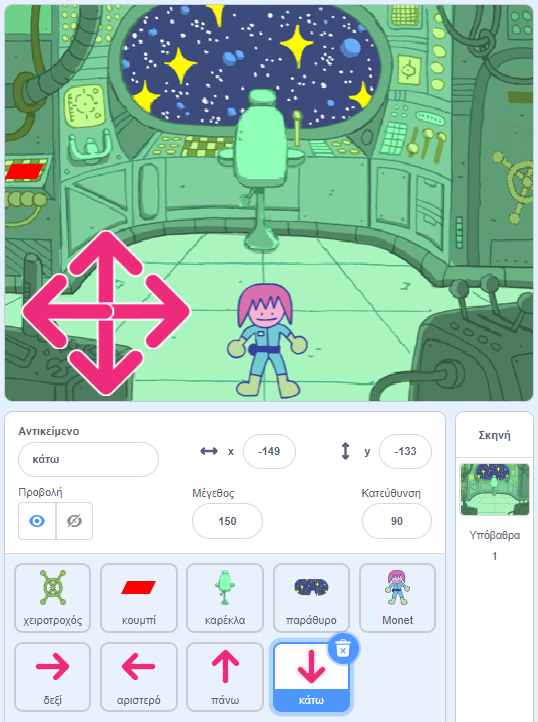 Αντικείμενο
κάτω
x
-149
y
-133
Σκηνή
Προβολή
Μέγεθος
150
Κατεύθυνση
90
Υπόβαθρα
1
χειροτροχός
κουμπί
καρέκλα
παράθυρο
Monet
δεξί
αριστερό
πάνω
κάτω